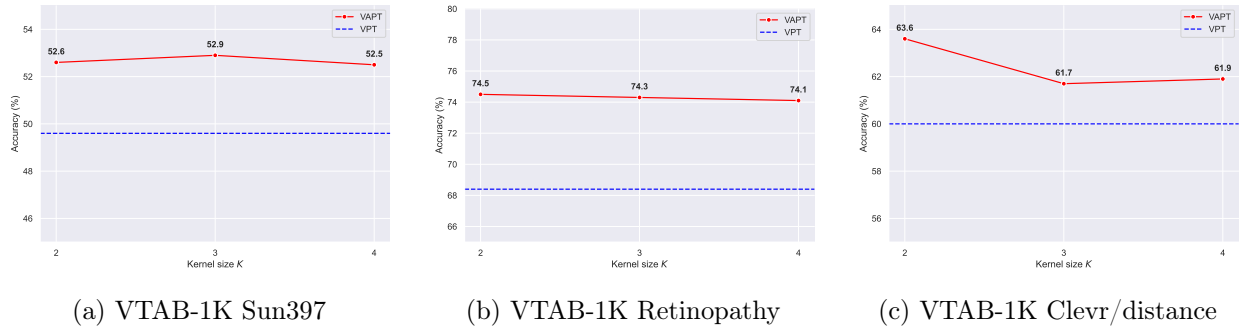 VAPT
VPT
54
52
50
48
46
52.6
52.9
52.5
Accuracy (%)
2
3
4
Kernel size K
(a) VTAB-1K Sun397
VAPT
VPT
80
78
76
74
72
70
68
66
74.5
74.3
74.1
Accuracy (%)
2
3
4
Kernel size K
(b) VTAB-1K Retinopathy
VAPT
VPT
64
62
60
58
56
63.6
61.7
61.9
Accuracy (%)
2
3
4
Kernel size K
(c) VTAB-1K Clevr/distance